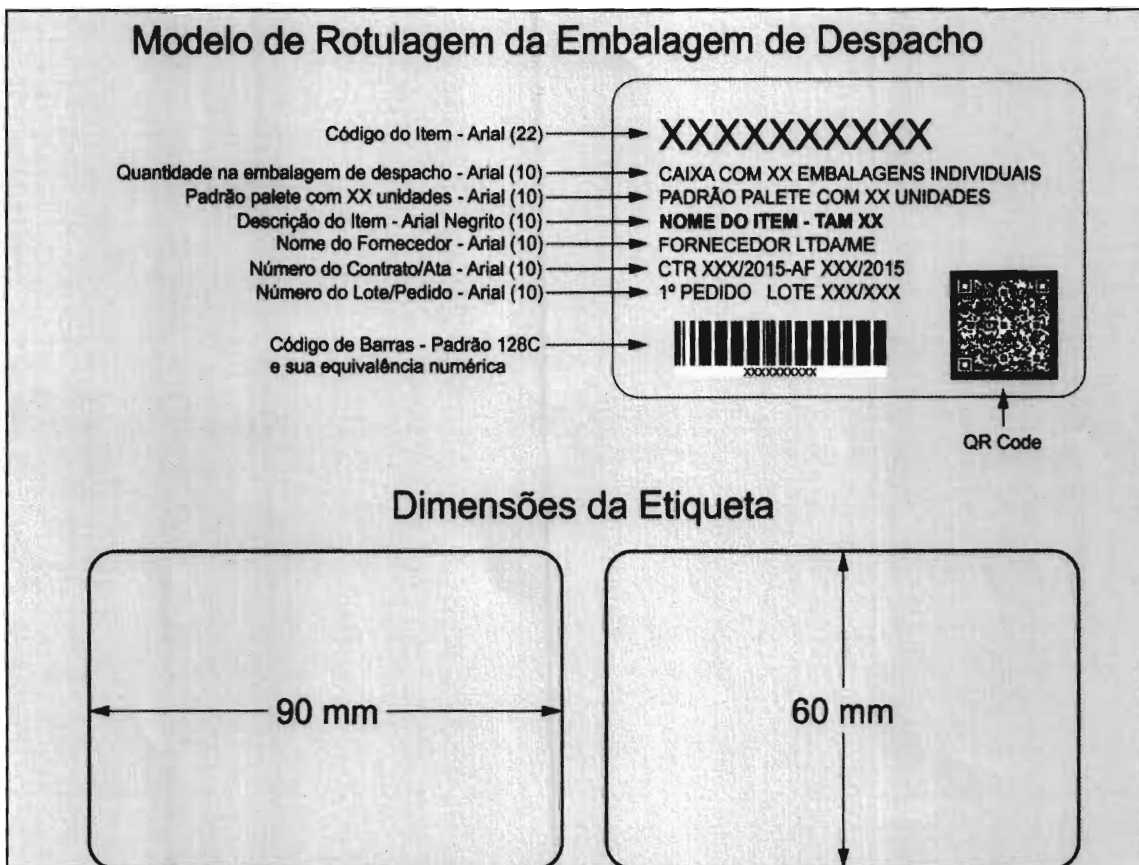 Modelo de Rotulagem da Embalagem de Despacho
Código do Item - Arial (22)
XXXXXXXXXX
Quantidade na embalagem de despacho - Arial (10)
CAIXA COM XX EMBALAGENS INDIVIDUAIS
Padrão palete com XX unidades - Arial (10)
PADRÃO PALETE COM XX UNIDADES
Descrição do Item - Arial Negrito (10)
NOME DO ITEM - TAM XX
Nome do Fornecedor - Arial (10)
FORNECEDOR LTDA/ME
Número do Contrato/Ata - Arial (10)
CTR XXX/2015-AF XXX/2015
Número do Lote/Pedido - Arial (10)
1º PEDIDO LOTE XXX/XXX
Código de Barras - Padrão 128C
e sua equivalência numérica
XXXXXXXXXX
QR Code
Dimensões da Etiqueta
90 mm
60 mm